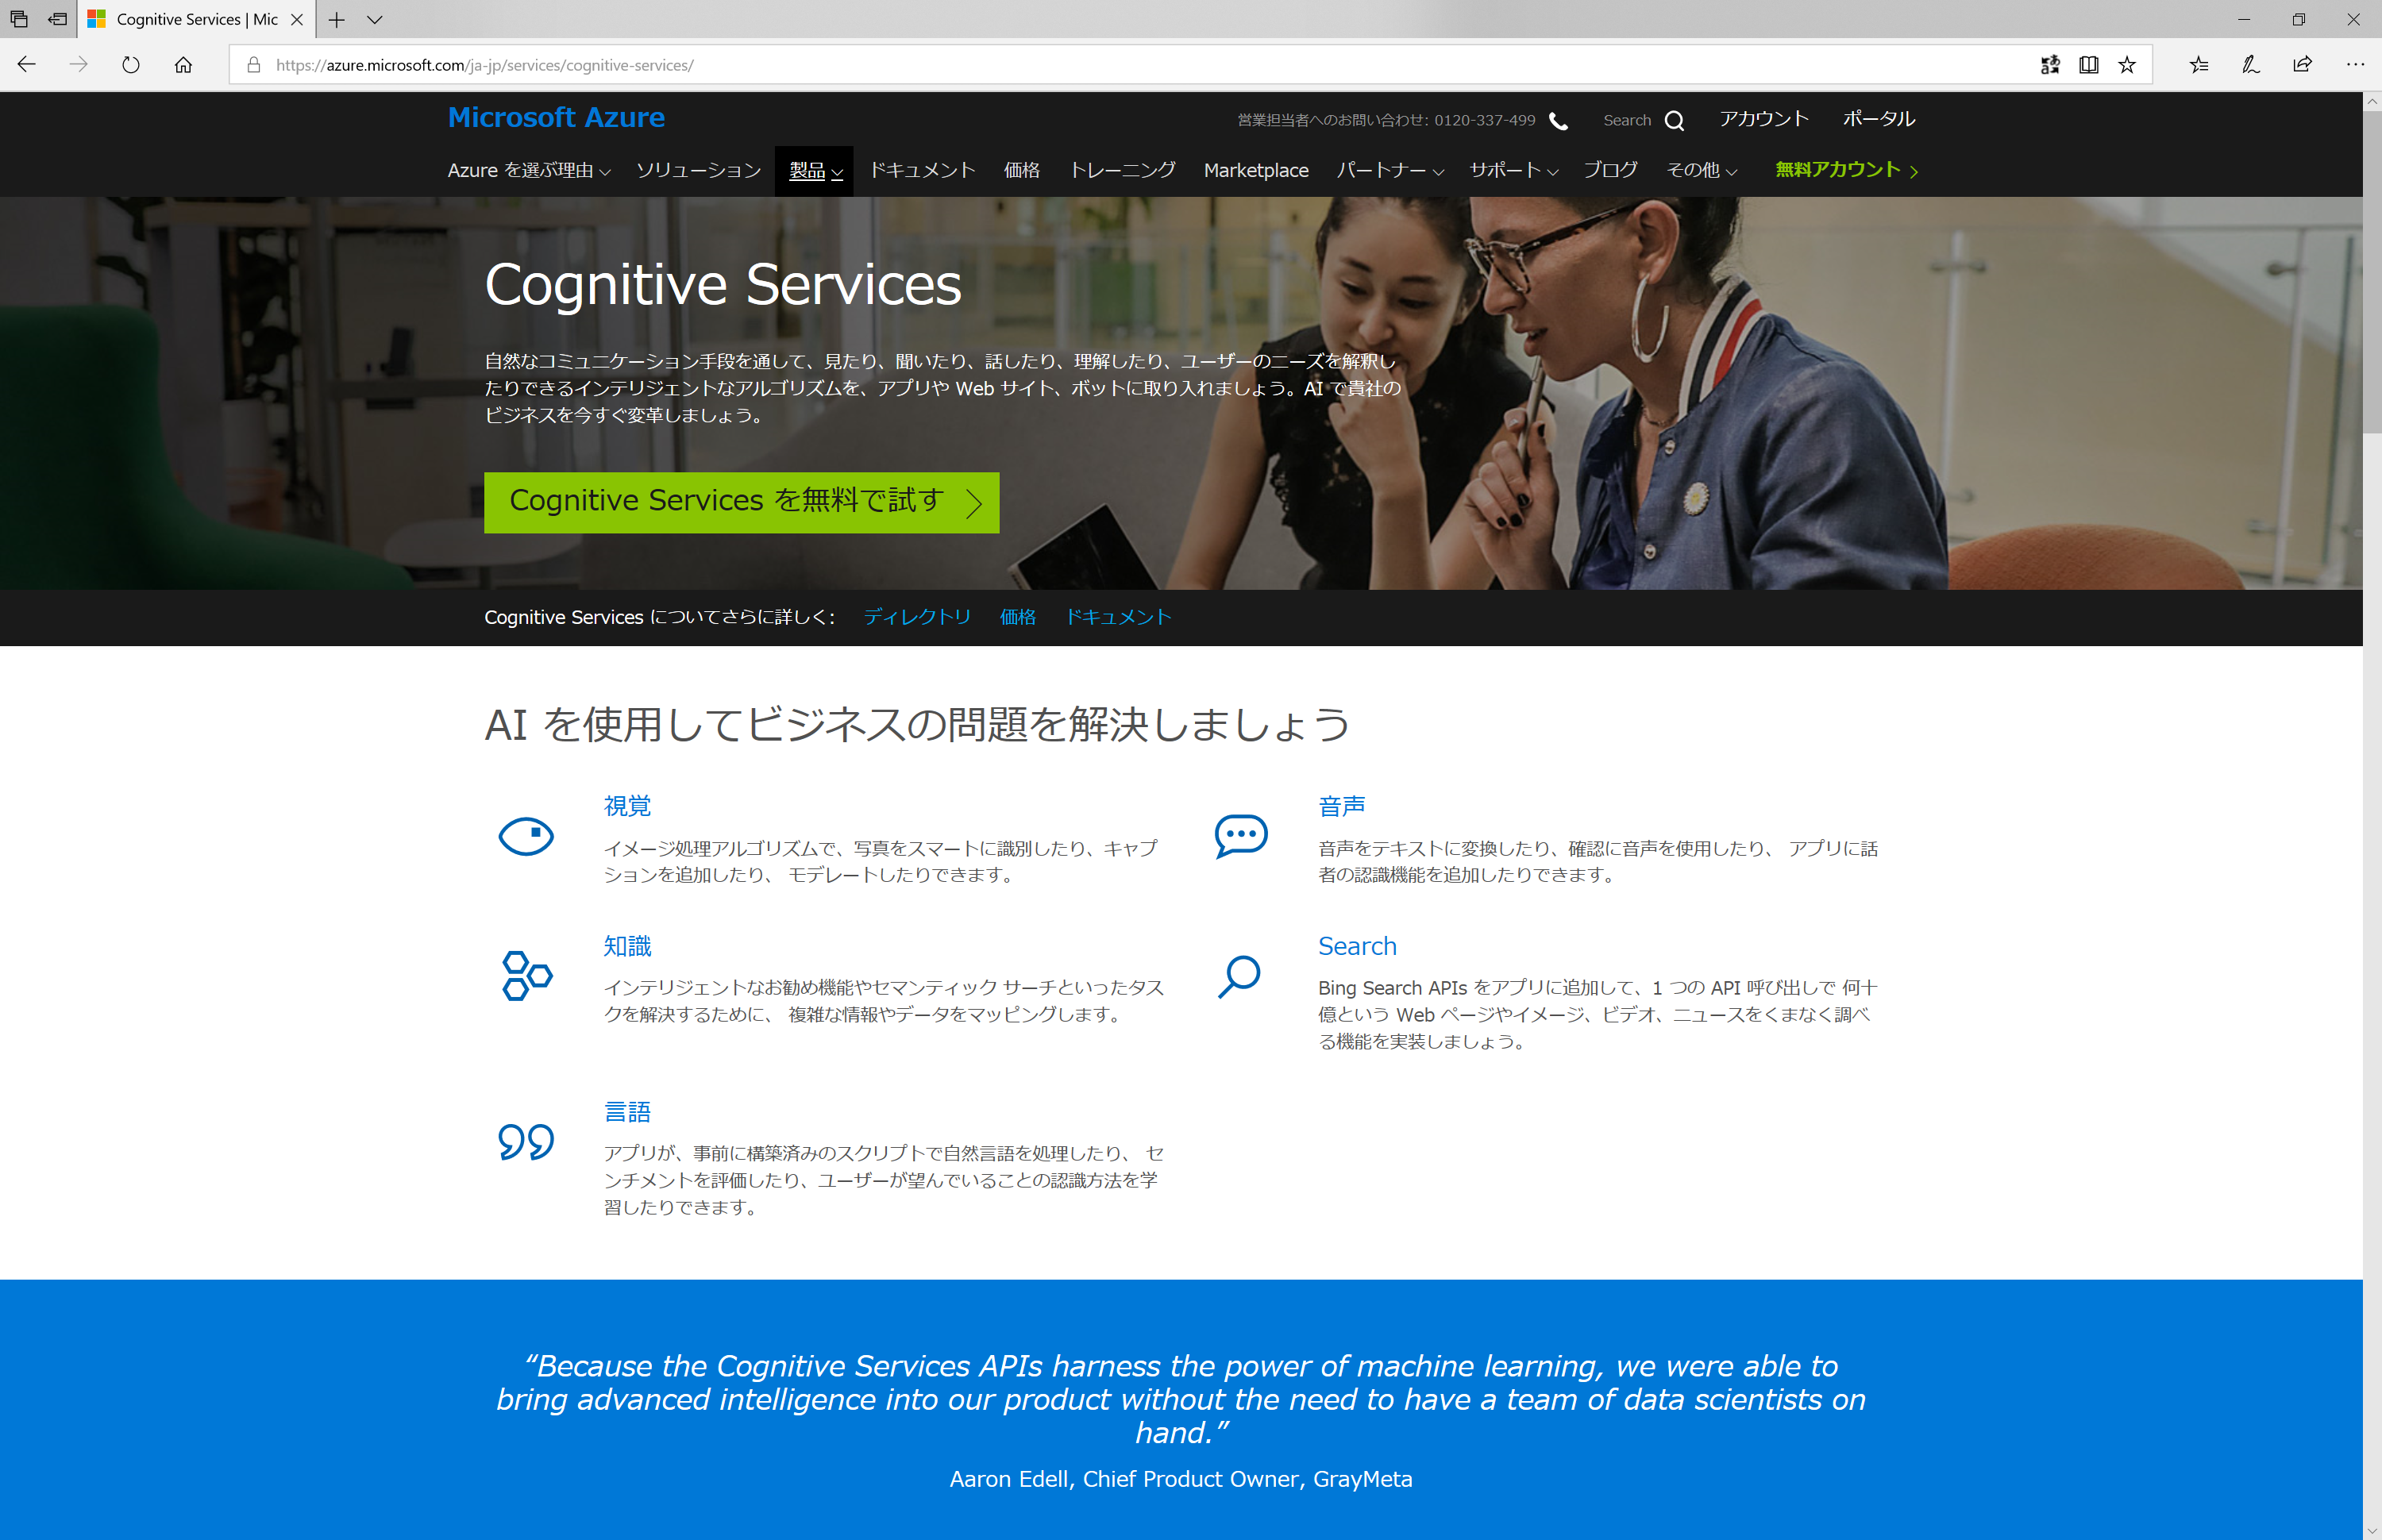 Cognitive Services | Mic
https://azure.microsoft.com/ja-jp/services/cognitive-services/
Microsoft Azure
営業担当者へのお問い合わせ: 0120-337-499
Search
アカウント
ポータル
Azure を選ぶ理由
ソリューション
製品
ドキュメント
価格
トレーニング
Marketplace
パートナー
サポート
ブログ
その他
無料アカウント
Cognitive Services
自然なコミュニケーション手段を通して、見たり、聞いたり、話したり、理解したり、ユーザーのニーズを解釈し
たりできるインテリジェントなアルゴリズムを、アプリや Web サイト、ボットに取り入れましょう。AI で貴社の
ビジネスを今すぐ変革しましょう。
Cognitive Services を無料で試す
Cognitive Services についてさらに詳しく: ディレクトリ 価格 ドキュメント
AI を使用してビジネスの問題を解決しましょう
視覚
イメージ処理アルゴリズムで、写真をスマートに識別したり、キャプ
ションを追加したり、 モデレートしたりできます。
音声
音声をテキストに変換したり、確認に音声を使用したり、 アプリに話
者の認識機能を追加したりできます。
知識
インテリジェントなお勧め機能やセマンティック サーチといったタス
クを解決するために、 複雑な情報やデータをマッピングします。
Search
Bing Search APIs をアプリに追加して、1 つの API 呼び出しで 何十
億という Web ページやイメージ、ビデオ、ニュースをくまなく調べ
る機能を実装しましょう。
言語
アプリが、事前に構築済みのスクリプトで自然言語を処理したり、 セ
ンチメントを評価したり、ユーザーが望んでいることの認識方法を学
習したりできます。
“Because the Cognitive Services APIs harness the power of machine learning, we were able to
bring advanced intelligence into our product without the need to have a team of data scientists on
hand.”
Aaron Edell, Chief Product Owner, GrayMeta